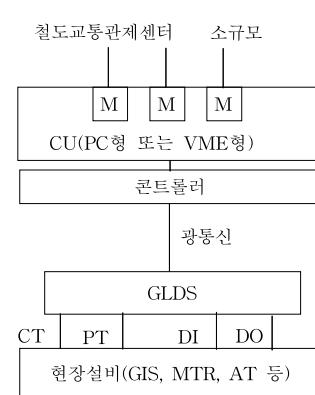 철도교통관제센터 소규모
M M M
CU(PC형 또는 VME형)
콘트롤러
광통신
GLDS
CT PT DI DO
현장설비(GIS, MTR, AT 등)